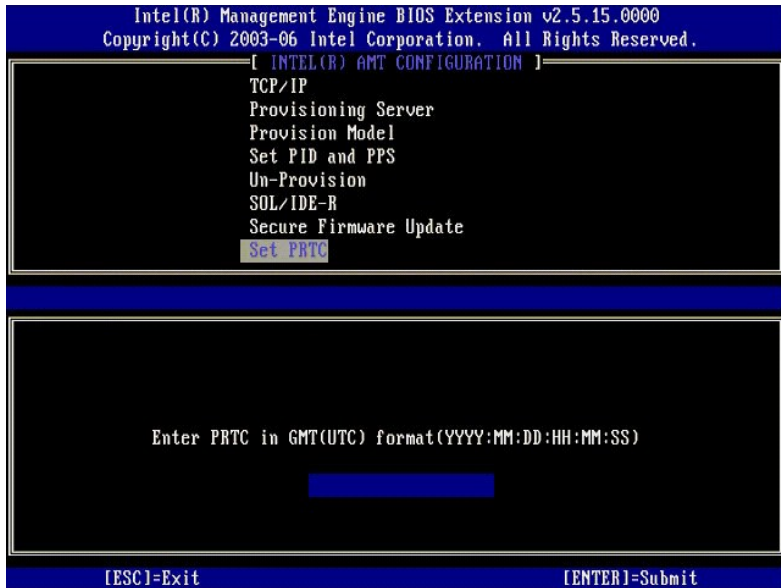 Intel(R) Management Engine BIOS Extension v2.5.15.0000
Copyright(C) 2003-06 Intel Corporation. All Rights Reserved.
[ INTEL(R) AMT CONFIGURATION ]
TCP/IP
Provisioning Server
Provision Model
Set PID and PPS
Un-Provision
SOL/IDE-R
Secure Firmware Update
Set PRTC
Enter PRTC in GMT(UTC) format(YYYY:MM:DD:HH:MM:SS)
[ESC]=Exit [ENTER]=Submit